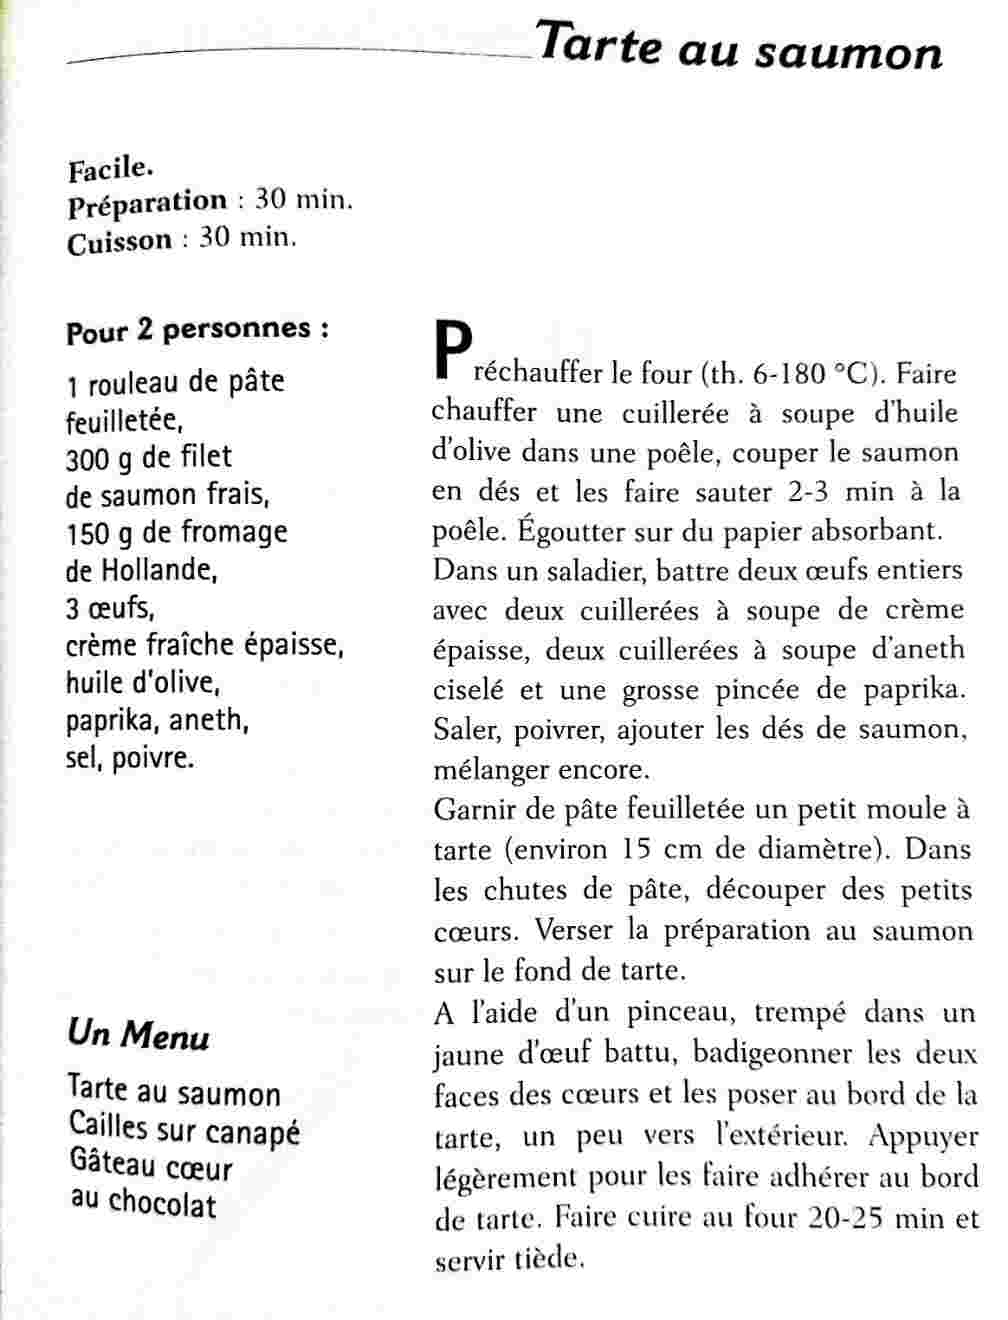 Tarte au saumon
Facile.
Préparation : 30 min.
Cuisson : 30 min.
Pour 2 personnes :
1 rouleau de pâte
feuilletée,
300 g de filet
de saumon frais,
150 g de fromage
de Hollande,
3 œufs,
crème fraîche épaisse,
huile d'olive,
paprika, aneth,
sel, poivre.
Un Menu
Tarte au saumon
Cailles sur canapé
Gâteau cœur
au chocolat
Préchauffer le four (th. 6-180 °C). Faire
chauffer une cuillerée à soupe d'huile
d'olive dans une poêle, couper le saumon
en dés et les faire sauter 2-3 min à la
poêle. Égoutter sur du papier absorbant.
Dans un saladier, battre deux œufs entiers
avec deux cuillerées à soupe de crème
épaisse, deux cuillerées à soupe d'aneth
ciselé et une grosse pincée de paprika.
Saler, poivrer, ajouter les dés de saumon,
mélanger encore.
Garnir de pâte feuilletée un petit moule à
tarte (environ 15 cm de diamètre). Dans
les chutes de pâte, découper des petits
cœurs. Verser la préparation au saumon
sur le fond de tarte.
A l'aide d'un pinceau, trempé dans un
jaune d'œuf battu, badigeonner les deux
faces des cœurs et les poser au bord de la
tarte, un peu vers l'extérieur. Appuyer
légèrement pour les faire adhérer au bord
de tarte. Faire cuire au four 20-25 min et
servir tiède.